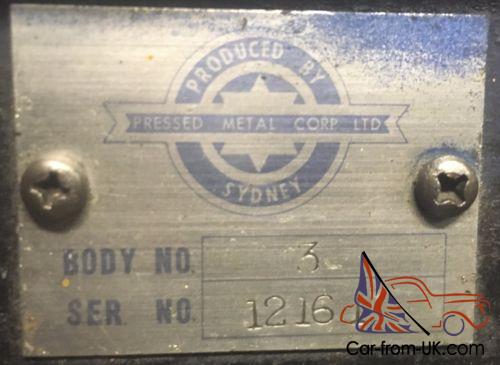 PRODUCED BY
PRESSED METAL CORP. LTD
SYDNEY
BODY NO. 3
SER. NO. 1216
Car-from-UK.com